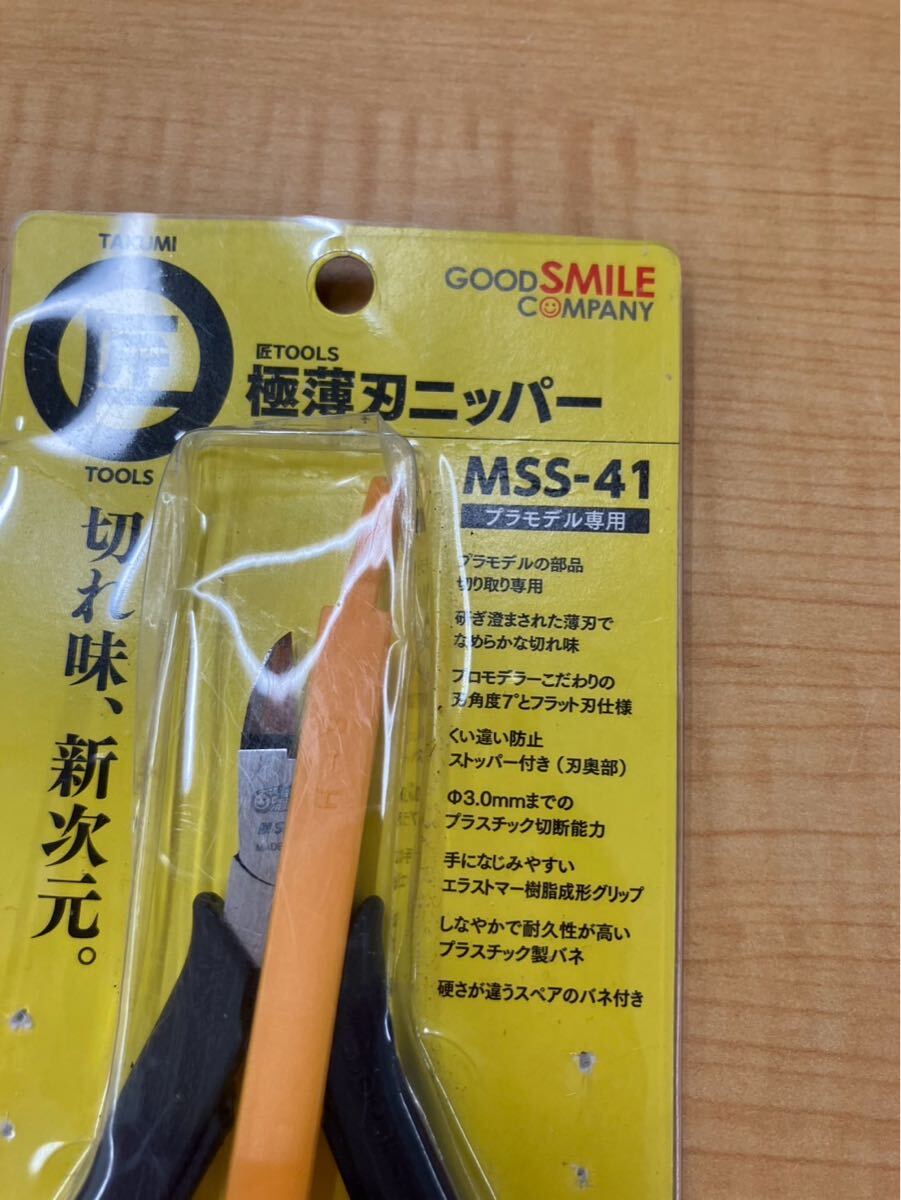 TAKUMI
匠
TOOLS
GOOD SMILE
COMPANY
匠TOOLS
極薄刃ニッパー
MSS-41
プラモデル専用
切れ味、新次元。
プラモデルの部品
切り取り専用
研ぎ澄まされた薄刃で
なめらかな切れ味
プロモデラーこだわりの
刃角度7°とフラット刃仕様
くい違い防止
ストッパー付き（刃奥部）
Φ3.0mmまでの
プラスチック切断能力
手になじみやすい
エラストマー樹脂成形グリップ
しなやかで耐久性が高い
プラスチック製バネ
硬さが違うスペアのバネ付き